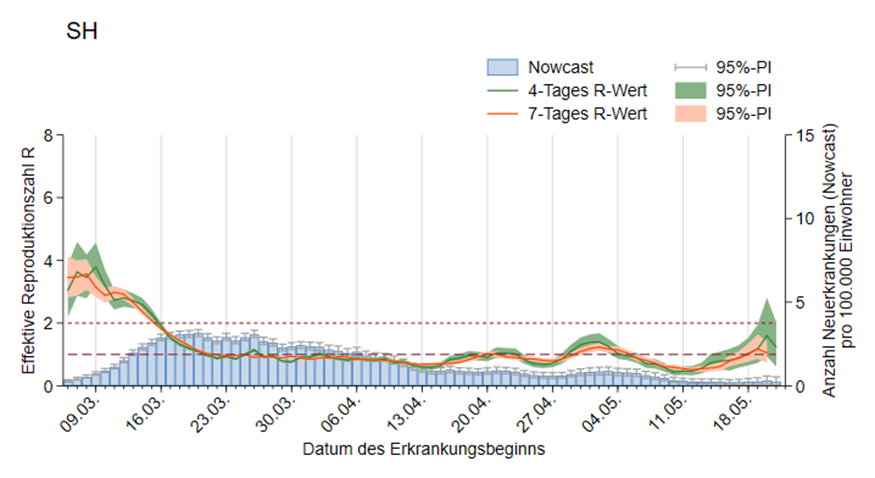 SH
Nowcast
95%-PI
4-Tages R-Wert
95%-PI
7-Tages R-Wert
95%-PI
Effektive Reproduktionszahl R
8
6
4
2
0
15
10
5
0
Anzahl Neuerkrankungen (Nowcast)
pro 100.000 Einwohner
09.03.
16.03.
23.03.
30.03.
06.04.
13.04.
20.04.
27.04.
04.05.
11.05.
18.05.
Datum des Erkrankungsbeginns